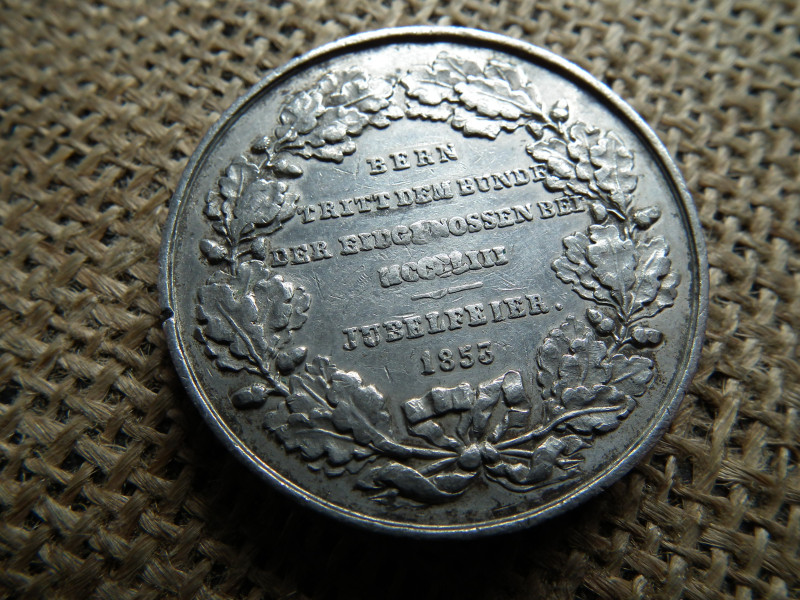 BERN
TRITT DEM BUNDE
DER EIDGENOSSEN BEI
MCCCLIII
JUBELFEIER.
1853